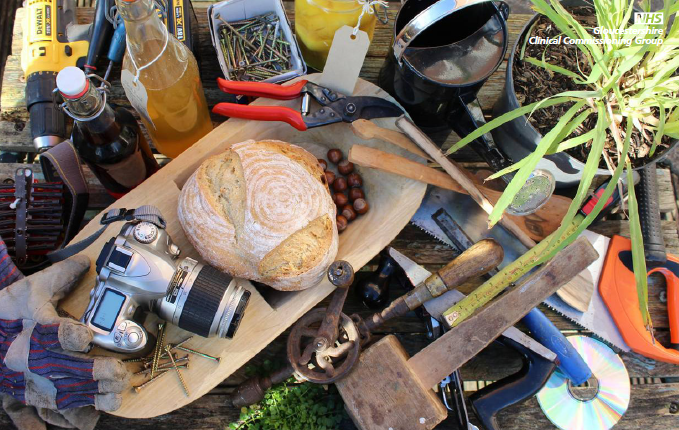 NHS
Gloucestershire
Clinical Commissioning Group
DEWALT